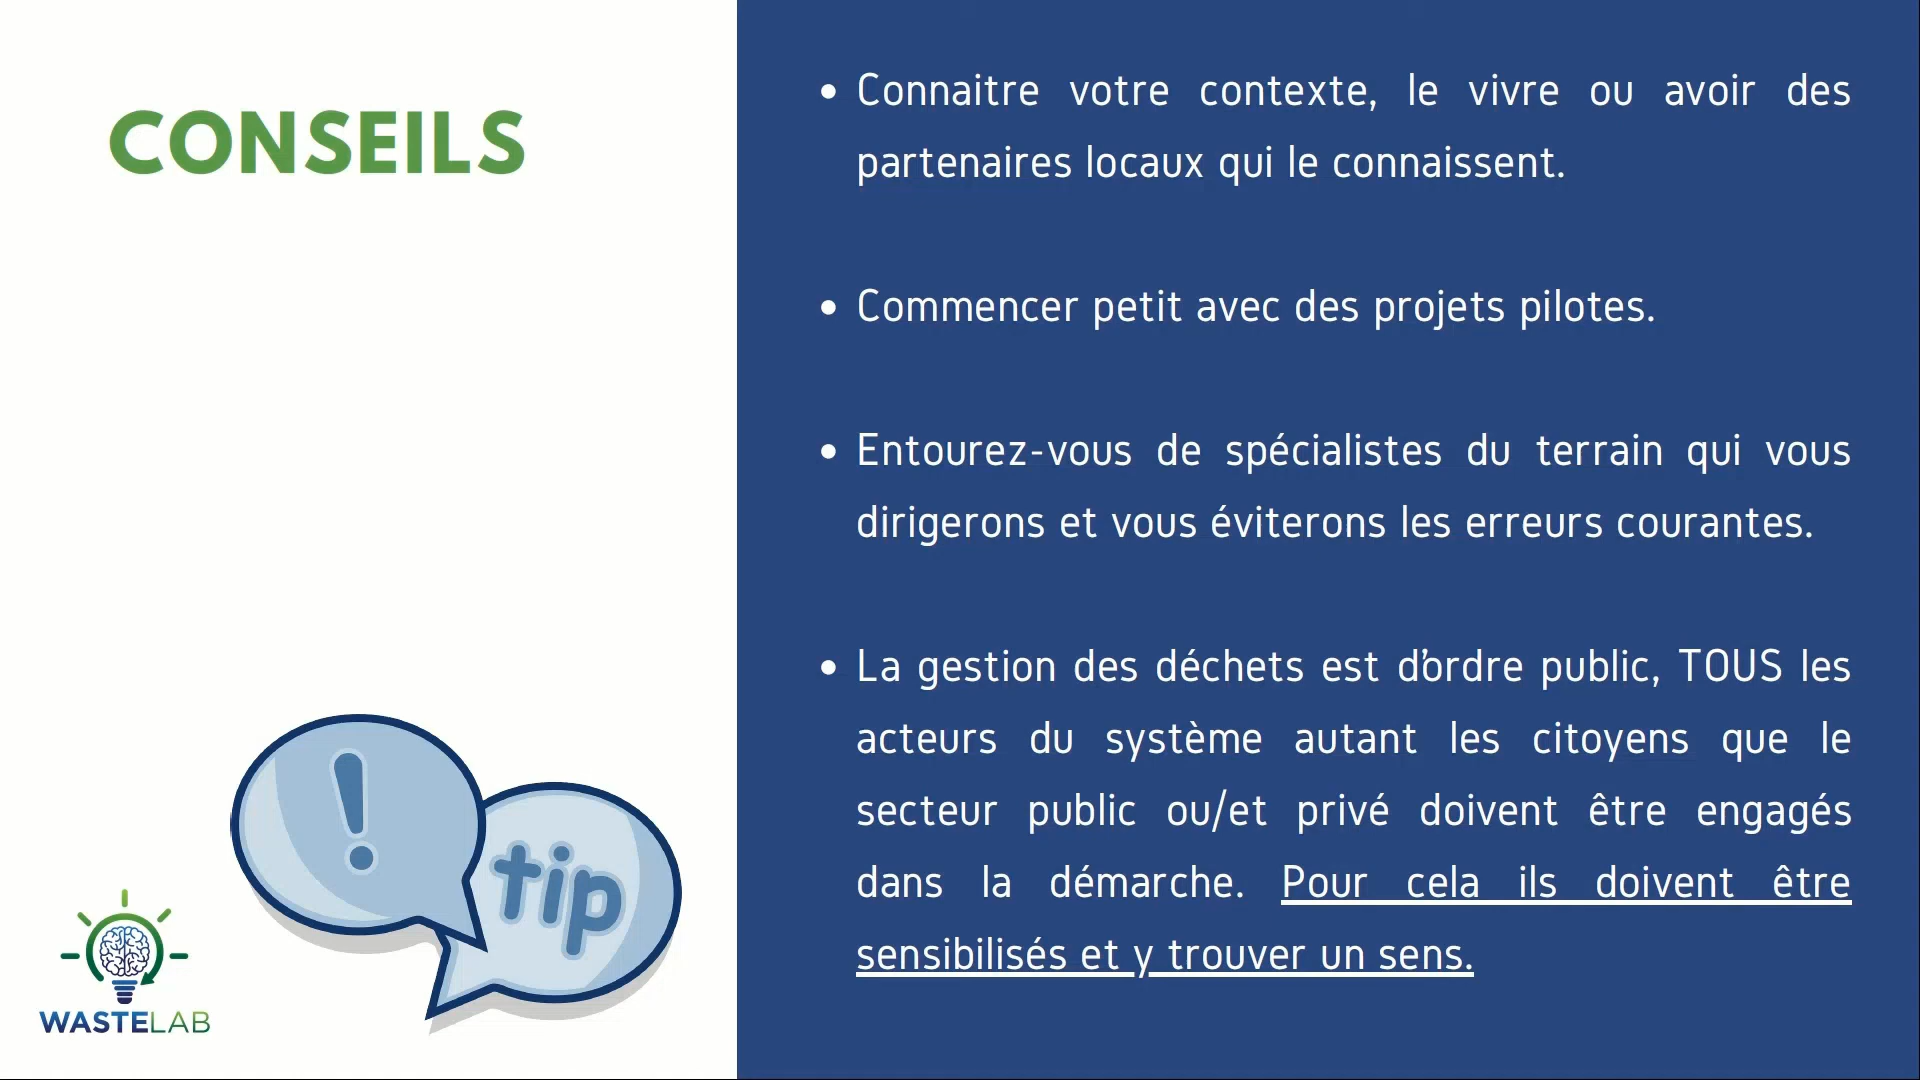 CONSEILS
• Connaitre votre contexte, le vivre ou avoir des
partenaires locaux qui le connaissent.
• Commencer petit avec des projets pilotes.
• Entourez-vous de spécialistes du terrain qui vous
dirigerons et vous éviterons les erreurs courantes.
• La gestion des déchets est d'ordre public, TOUS les
acteurs du système autant les citoyens que le
secteur public ou/et privé doivent être engagés
dans la démarche. Pour cela ils doivent être
sensibilisés et y trouver un sens.
!
tip
WASTELAB